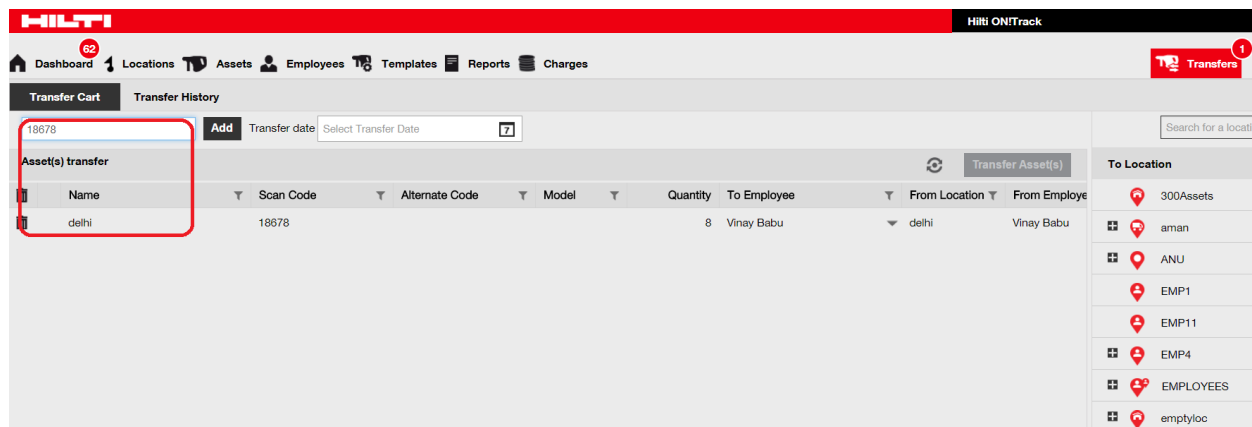 HILTI Hilti ON!Track
62 1
Dashboard Locations Assets Employees Templates Reports Charges Transfers
Transfer Cart Transfer History
18678 Add Transfer date Select Transfer Date 7 Search for a locati
Asset(s) transfer Transfer Asset(s) To Location
Name Scan Code Alternate Code Model Quantity To Employee From Location From Employe 300Assets
delhi 18678 8 Vinay Babu delhi Vinay Babu aman
ANU
EMP1
EMP11
EMP4
EMPLOYEES
emptyloc